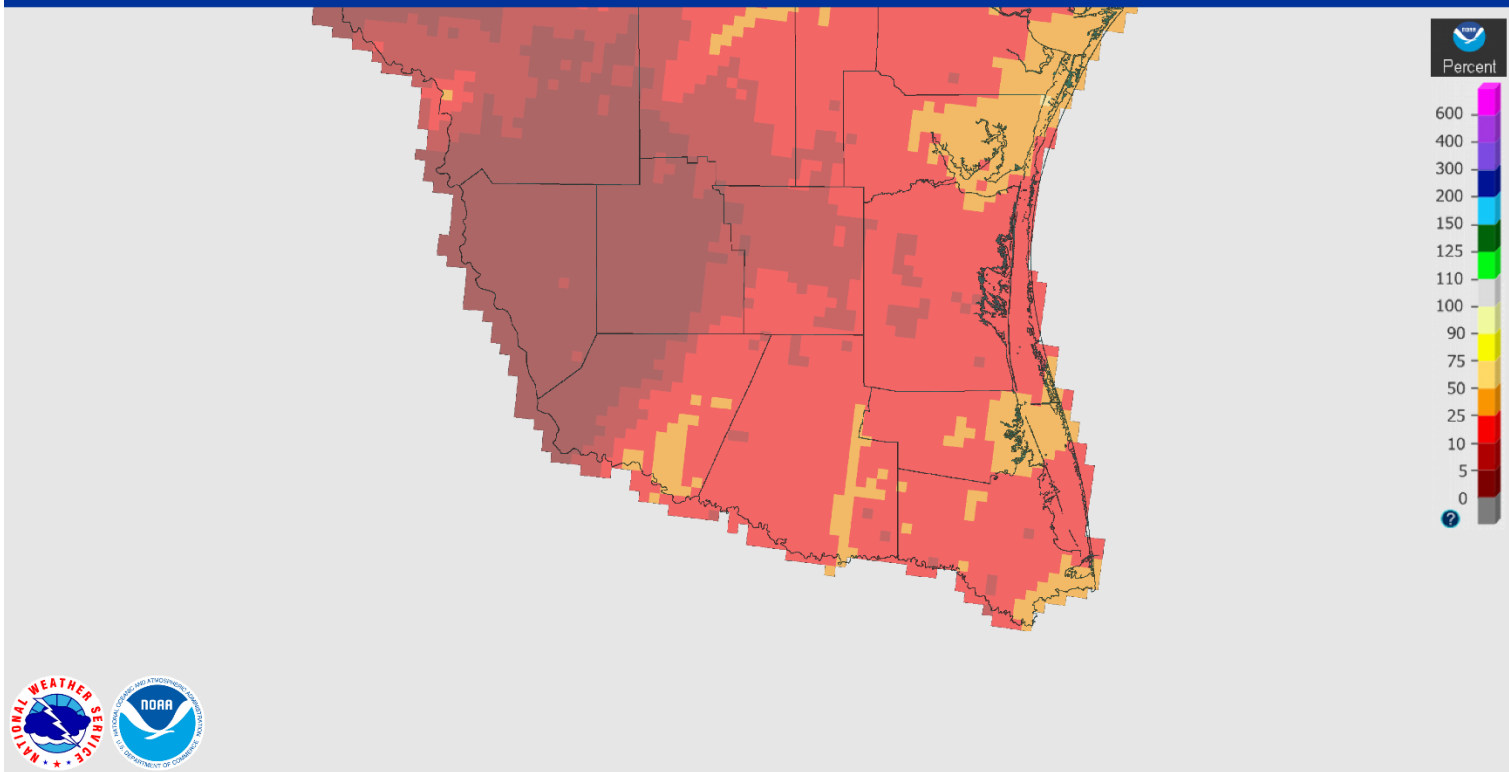 NOAA
Percent
600
400
300
200
150
125
110
100
90
75
50
25
10
5
0
?
NATIONAL WEATHER SERVICE
NATIONAL OCEANIC AND ATMOSPHERIC ADMINISTRATION
NOAA
U.S. DEPARTMENT OF COMMERCE